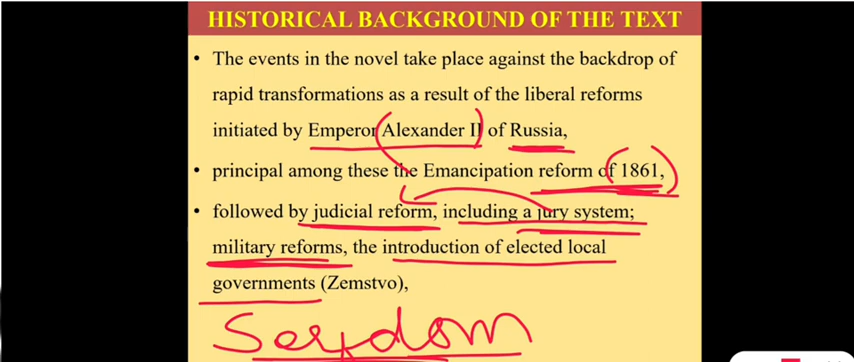 HISTORICAL BACKGROUND OF THE TEXT
• The events in the novel take place against the backdrop of
rapid transformations as a result of the liberal reforms
initiated by Emperor Alexander II of Russia,
• principal among these the Emancipation reform of 1861,
• followed by judicial reform, including a jury system;
military reforms, the introduction of elected local
governments (Zemstvo),
Serfdom